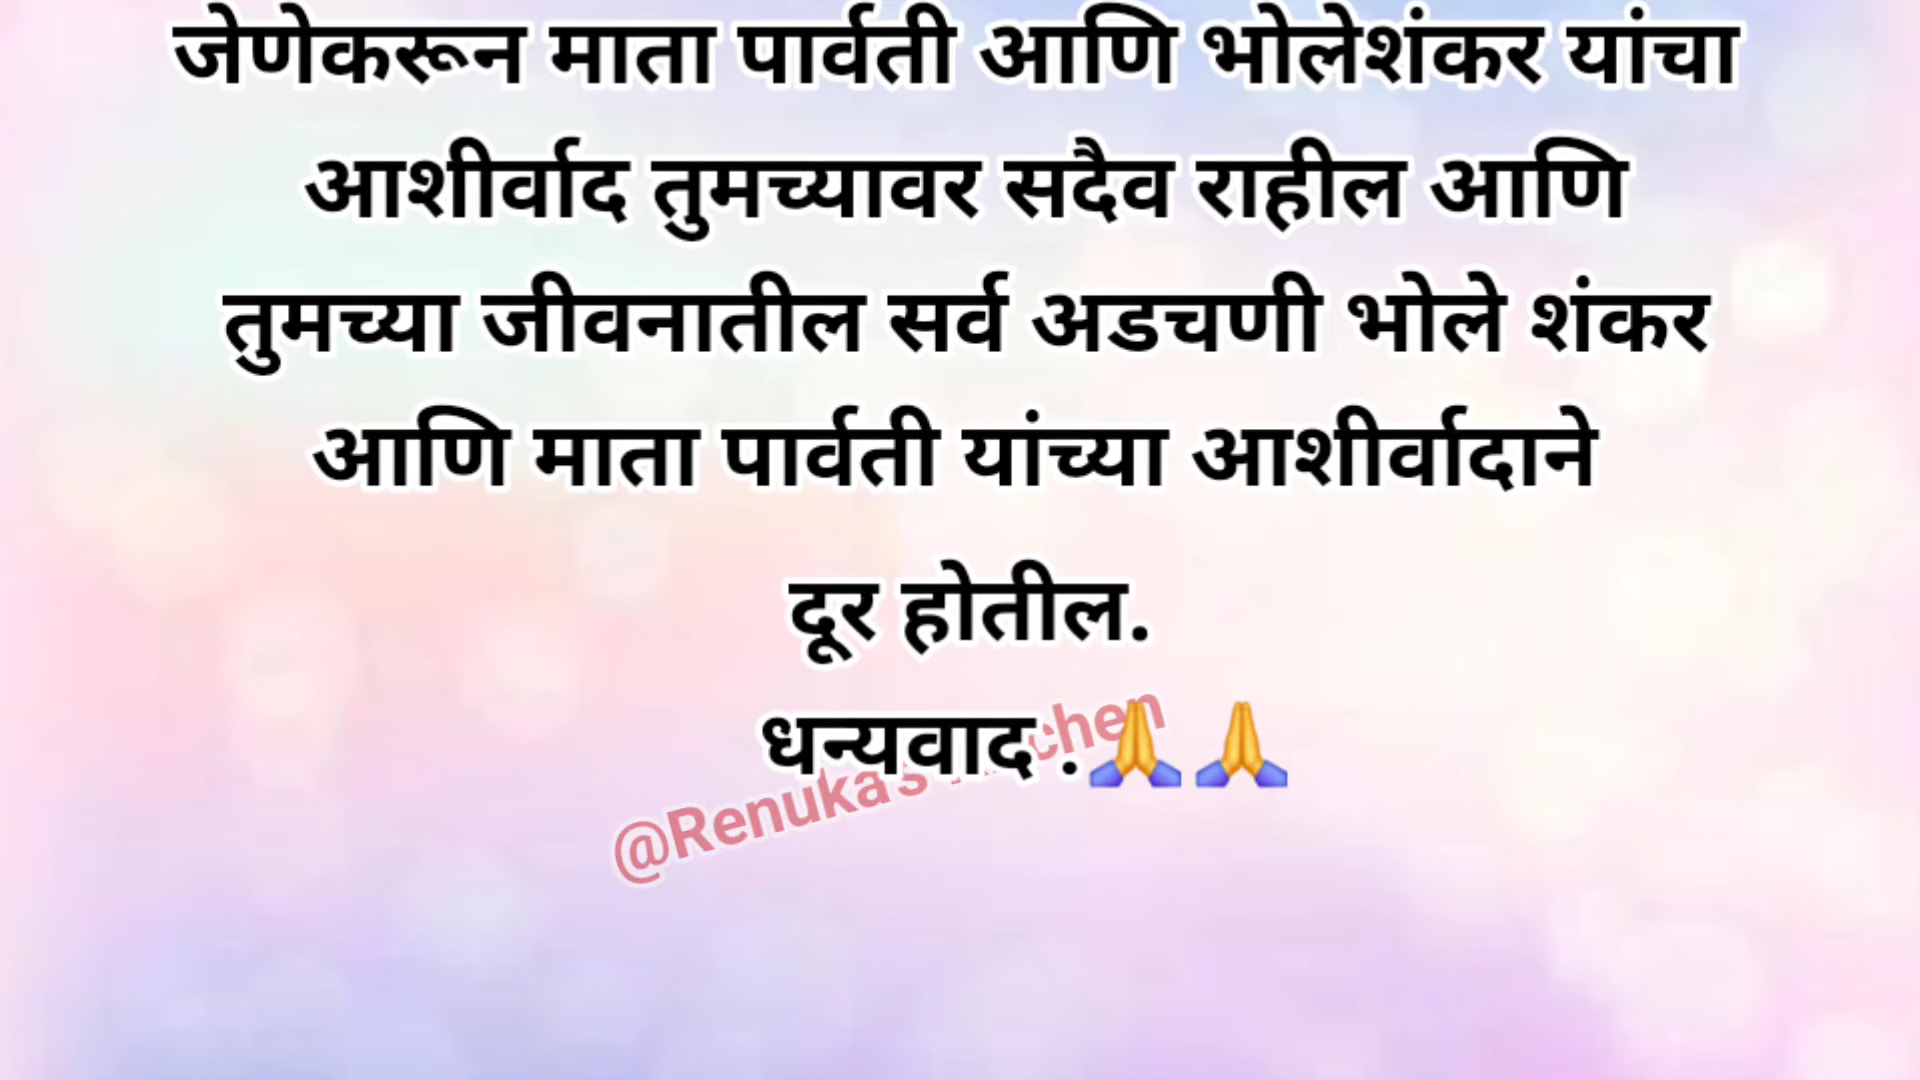 जेणेकरून माता पार्वती आणि भोलेशंकर यांचा
आशीर्वाद तुमच्यावर सदैव राहील आणि
तुमच्या जीवनातील सर्व अडचणी भोले शंकर
आणि माता पार्वती यांच्या आशीर्वादाने
दूर होतील.
धन्यवाद .🙏🙏
@Renuka's